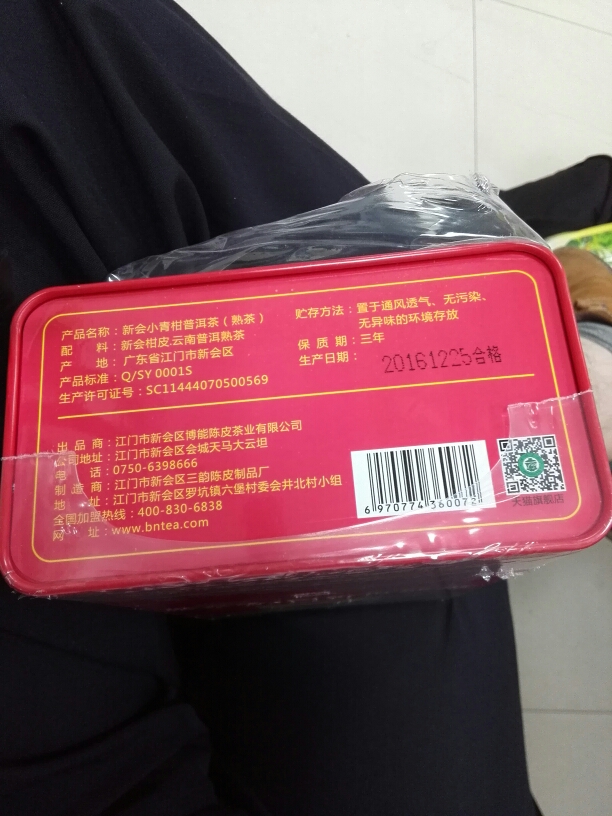 产品名称：新会小青柑普洱茶（熟茶）
配　　料：新会柑皮.云南普洱熟茶
产　　地：广东省江门市新会区
产品标准：Q/SY 0001S
生产许可证号：SC11444070500569
贮存方法：置于通风透气、无污染、
无异味的环境存放
保 质 期：三年
生产日期：
20161225合格
出 品 商：江门市新会区博能陈皮茶业有限公司
公司地址：江门市新会区会城天马大云坦
电　　话：0750-6398666
制 造 商：江门市新会区三韵陈皮制品厂
地　　址：江门市新会区罗坑镇六堡村委会井北村小组
全国加盟热线：400-830-6838
网　　址：www.bntea.com
6 970774 360072
天猫旗舰店